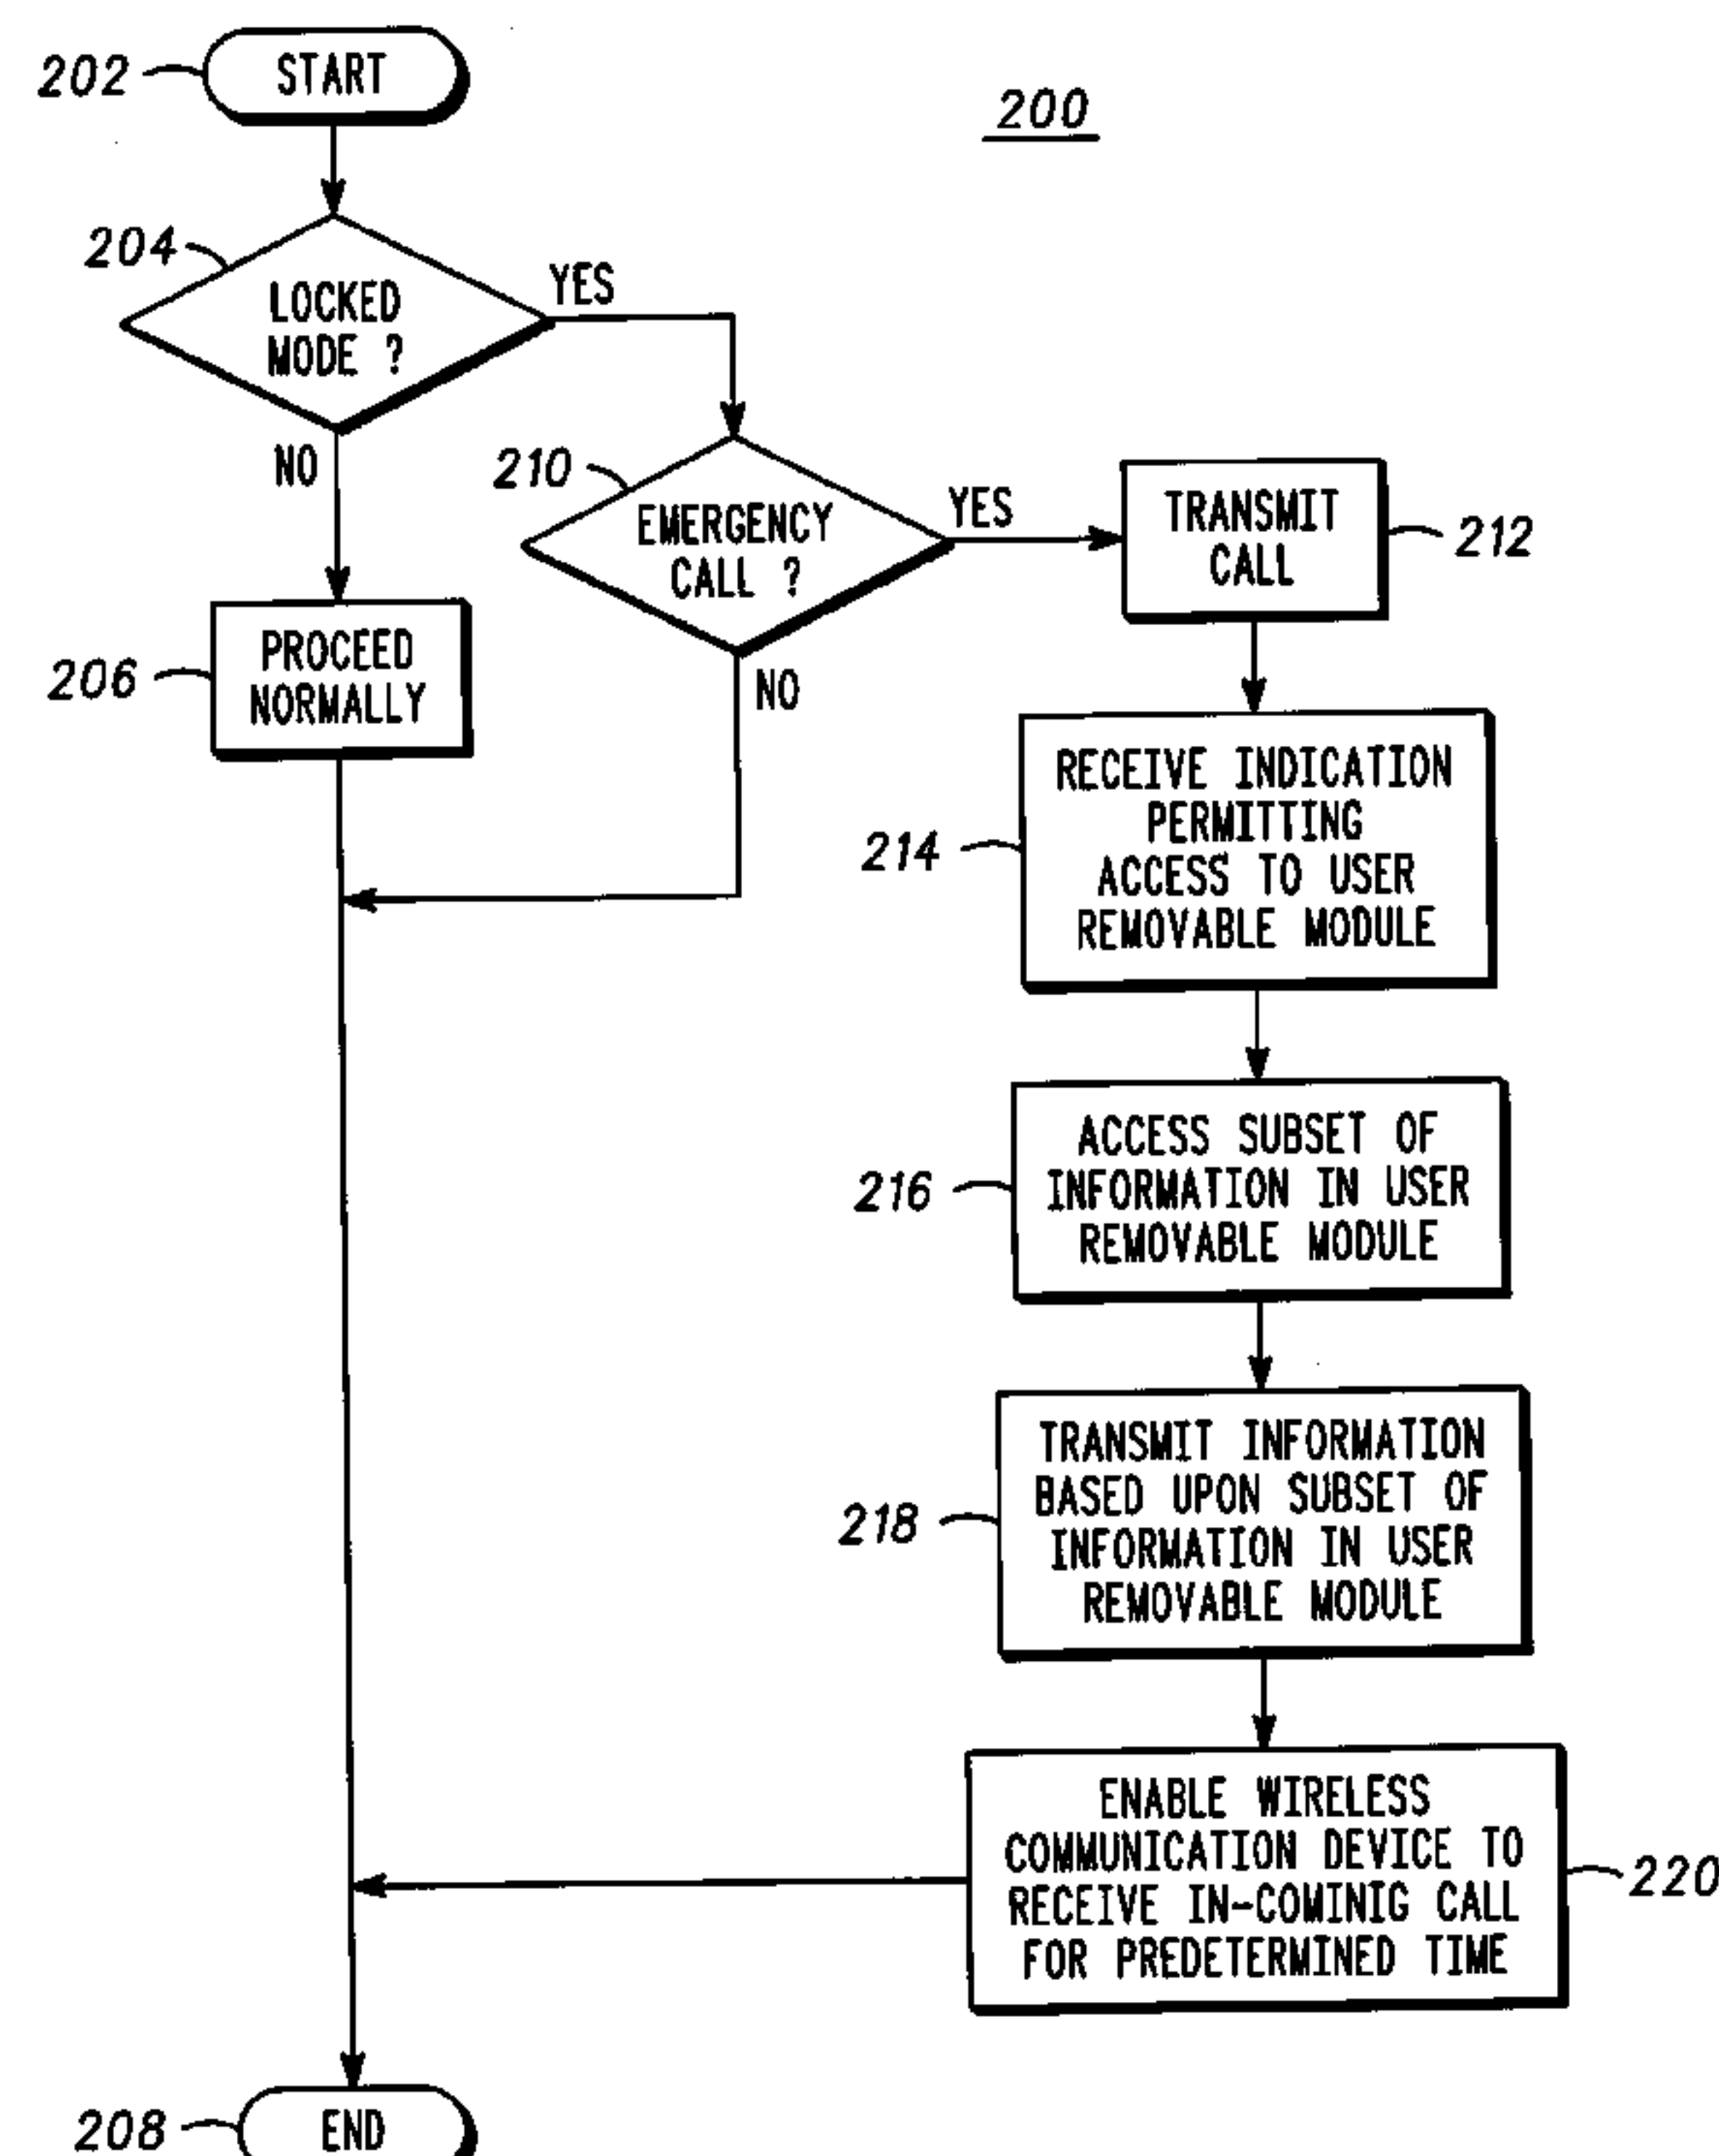 202
START
200
204
LOCKED
MODE ?
YES
NO
210
EMERGENCY
CALL ?
YES
NO
TRANSMIT
CALL
212
206
PROCEED
NORMALLY
214
RECEIVE INDICATION
PERMITTING
ACCESS TO USER
REMOVABLE MODULE
216
ACCESS SUBSET OF
INFORMATION IN USER
REMOVABLE MODULE
218
TRANSMIT INFORMATION
BASED UPON SUBSET OF
INFORMATION IN USER
REMOVABLE MODULE
ENABLE WIRELESS
COMMUNICATION DEVICE TO
RECEIVE IN-COMINIG CALL
FOR PREDETERMINED TIME
220
208
END